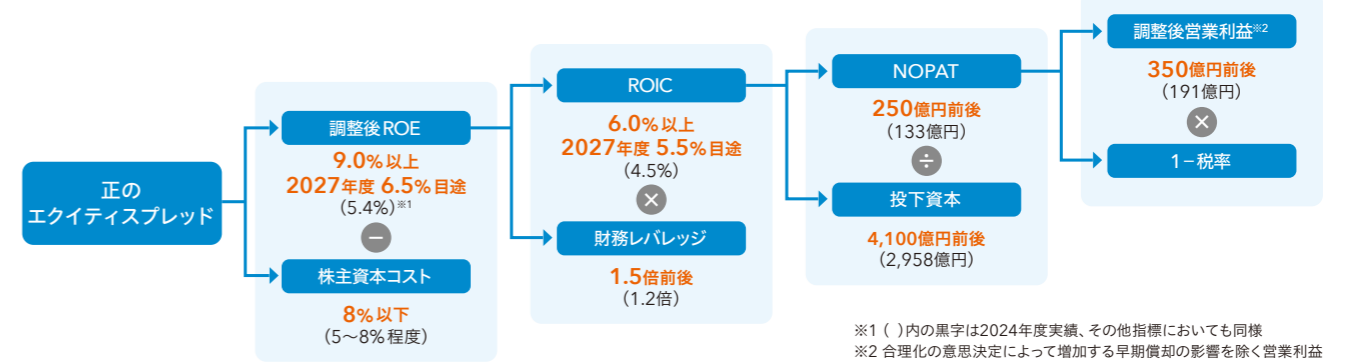 正の
エクイティスプレッド
調整後ROE
9.0%以上
2027年度 6.5%目途
(5.4%)※1
−
株主資本コスト
8%以下
(5〜8%程度)
ROIC
6.0%以上
2027年度 5.5%目途
(4.5%)
×
財務レバレッジ
1.5倍前後
(1.2倍)
NOPAT
250億円前後
(133億円)
÷
投下資本
4,100億円前後
(2,958億円)
調整後営業利益※2
350億円前後
(191億円)
×
1−税率
※1 ( )内の黒字は2024年度実績、その他指標においても同様
※2 合理化の意思決定によって増加する早期償却の影響を除く営業利益